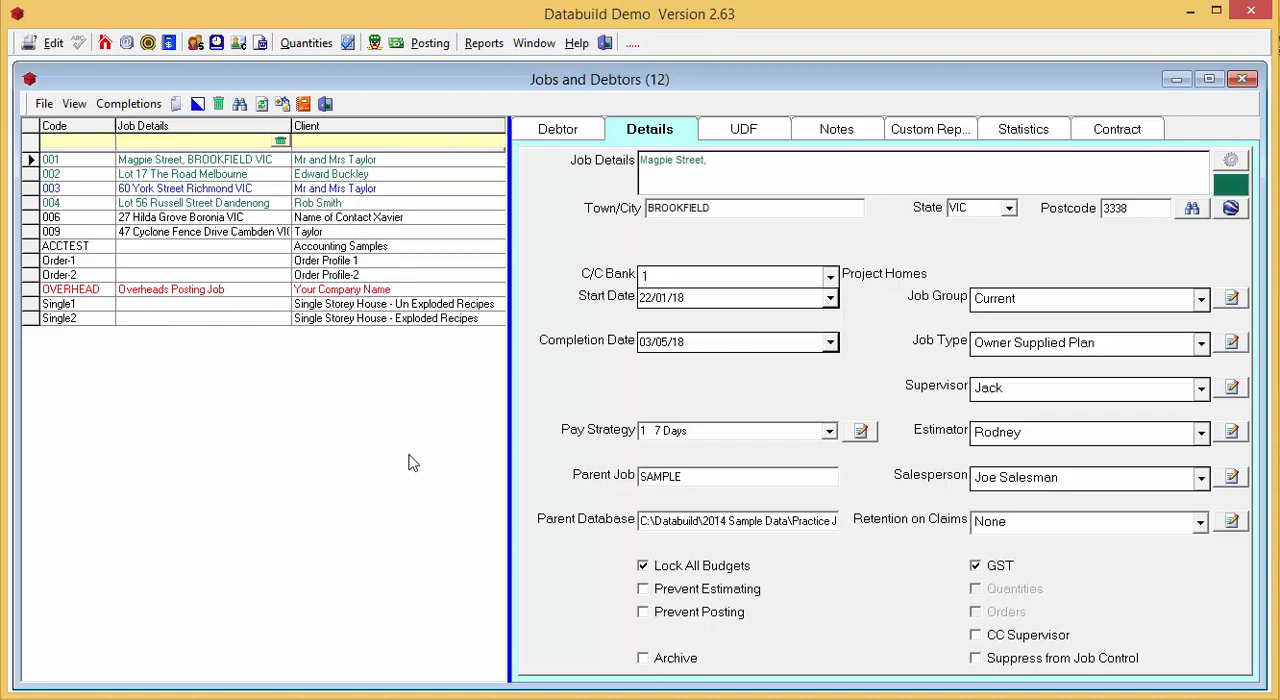 Databuild Demo Version 2.63
Edit Quantities Posting Reports Window Help .....
Jobs and Debtors (12)
File View Completions
Code Job Details Client
001 Magpie Street, BROOKFIELD VIC Mr and Mrs Taylor
002 Lot 17 The Road Melbourne Edward Buckley
003 60 York Street Richmond VIC Mr and Mrs Taylor
004 Lot 56 Russell Street Dandenong Rob Smith
006 27 Hilda Grove Boronia VIC Name of Contact Xavier
009 47 Cyclone Fence Drive Cambden VI Taylor
ACCTEST Accounting Samples
Order-1 Order Profile 1
Order-2 Order Profile-2
OVERHEAD Overheads Posting Job Your Company Name
Single1 Single Storey House - Un Exploded Recipes
Single2 Single Storey House - Exploded Recipes
Debtor Details UDF Notes Custom Rep... Statistics Contract
Job Details Magpie Street,
Town/City BROOKFIELD State VIC Postcode 3338
C/C Bank 1 Project Homes
Start Date 22/01/18 Job Group Current
Completion Date 03/05/18 Job Type Owner Supplied Plan
Supervisor Jack
Pay Strategy 1 7 Days Estimator Rodney
Parent Job SAMPLE Salesperson Joe Salesman
Parent Database C:\Databuild\2014 Sample Data\Practice J Retention on Claims None
Lock All Budgets GST
Prevent Estimating Quantities
Prevent Posting Orders
CC Supervisor
Archive Suppress from Job Control